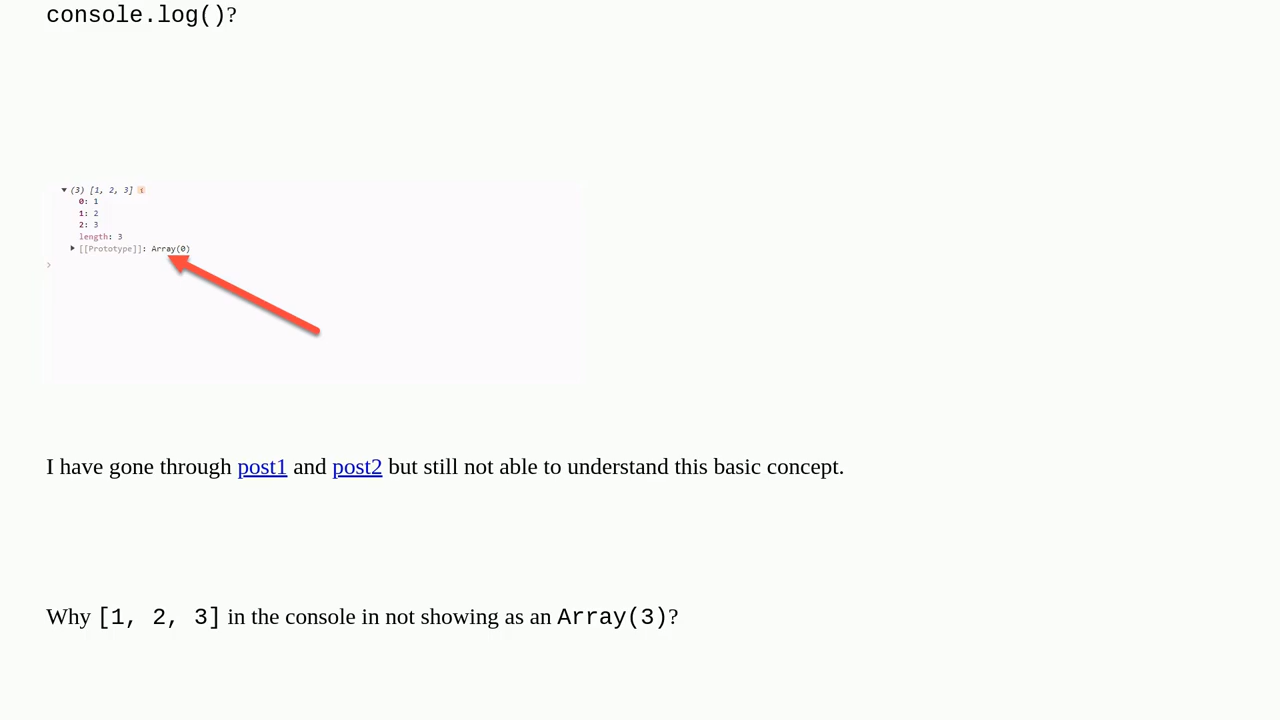 console.log()?
(3) [1, 2, 3] i
0: 1
1: 2
2: 3
length: 3
[[Prototype]]: Array(0)
I have gone through post1 and post2 but still not able to understand this basic concept.
Why [1, 2, 3] in the console in not showing as an Array(3)?